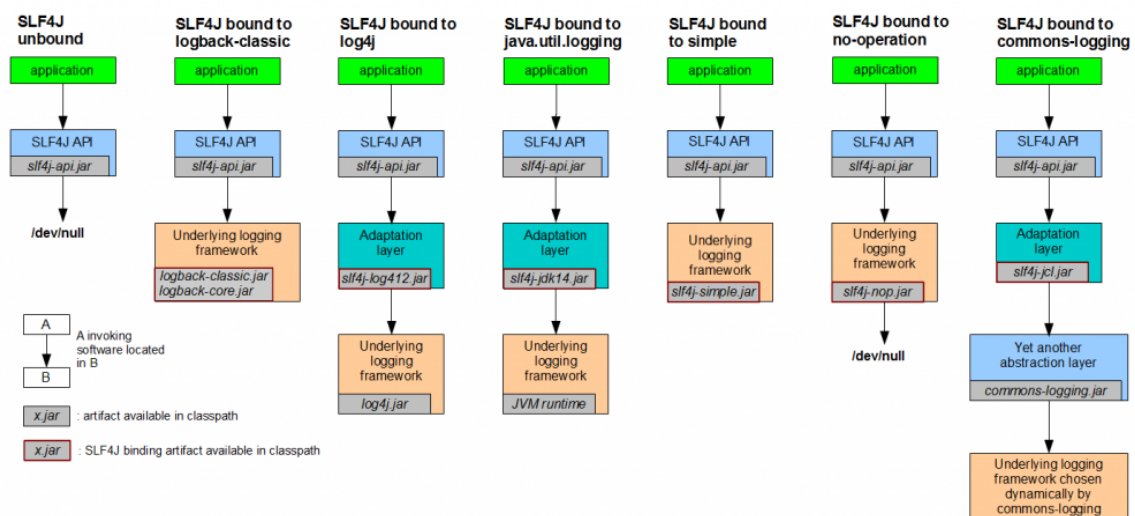 SLF4J
unbound
application
SLF4J API
slf4j-api.jar
/dev/null
SLF4J bound to
logback-classic
application
SLF4J API
slf4j-api.jar
Underlying logging
framework
logback-classic.jar
logback-core.jar
SLF4J bound to
log4j
application
SLF4J API
slf4j-api.jar
Adaptation
layer
slf4j-log412.jar
Underlying
logging
framework
log4j.jar
SLF4J bound to
java.util.logging
application
SLF4J API
slf4j-api.jar
Adaptation
layer
slf4j-jdk14.jar
Underlying
logging
framework
JVM runtime
SLF4J bound
to simple
application
SLF4J API
slf4j-api.jar
Underlying
logging
framework
slf4j-simple.jar
SLF4J bound to
no-operation
application
SLF4J API
slf4j-api.jar
Underlying
logging
framework
slf4j-nop.jar
/dev/null
SLF4J bound to
commons-logging
application
SLF4J API
slf4j-api.jar
Adaptation
layer
slf4j-jcl.jar
Yet another
abstraction layer
commons-logging.jar
Underlying logging
framework chosen
dynamically by
commons-logging
A
B
A invoking
software located
in B
x.jar : artifact available in classpath
x.jar : SLF4J binding artifact available in classpath